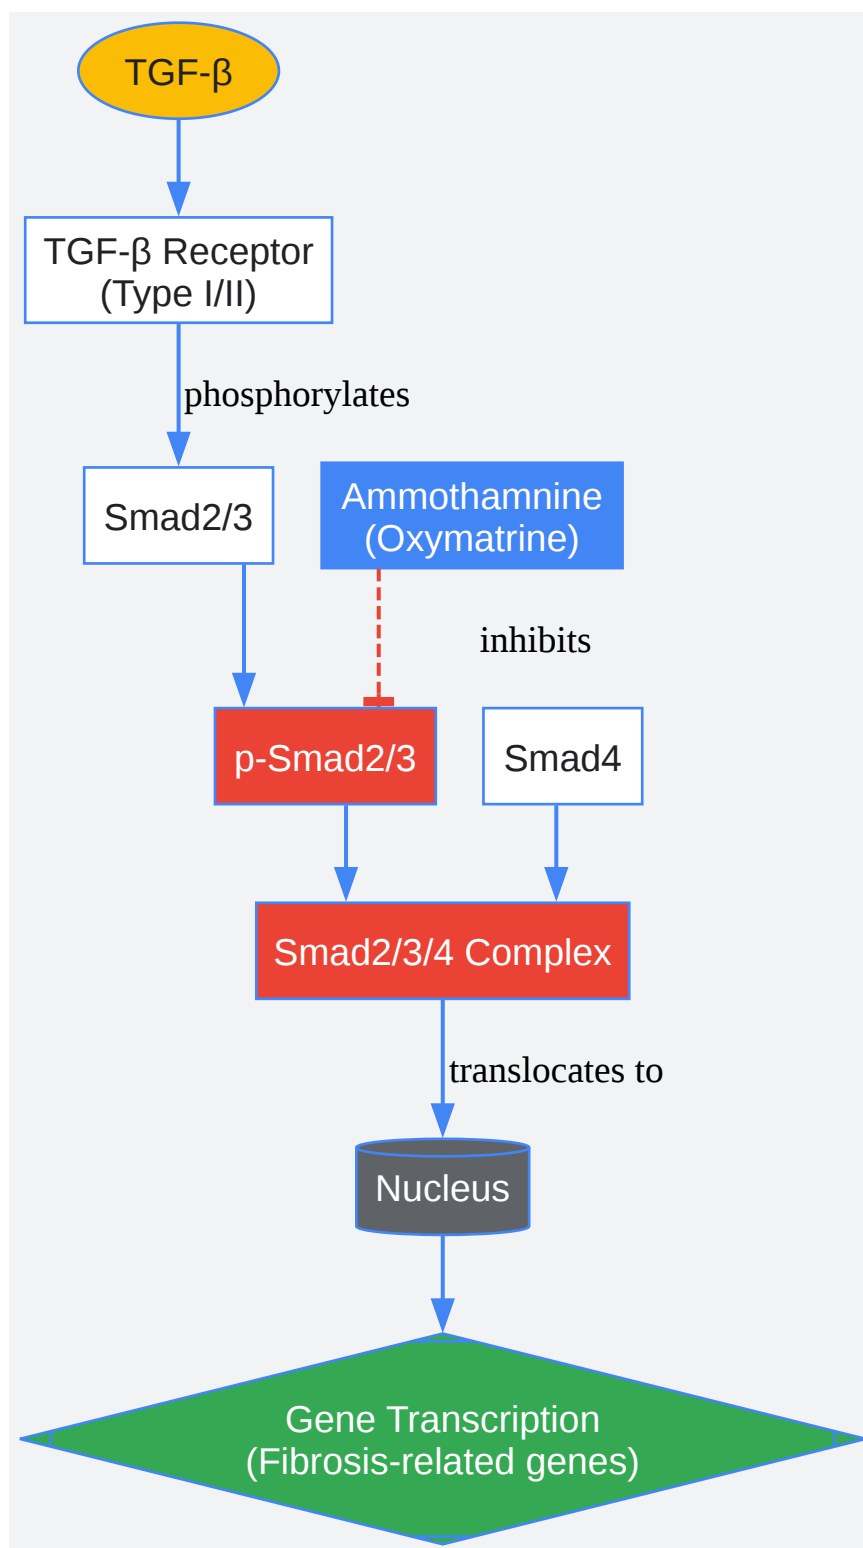 TGF-β
TGF-β Receptor
(Type I/II)
phosphorylates
Smad2/3
Ammothamnine
(Oxymatrine)
inhibits
p-Smad2/3
Smad4
Smad2/3/4 Complex
translocates to
Nucleus
Gene Transcription
(Fibrosis-related genes)